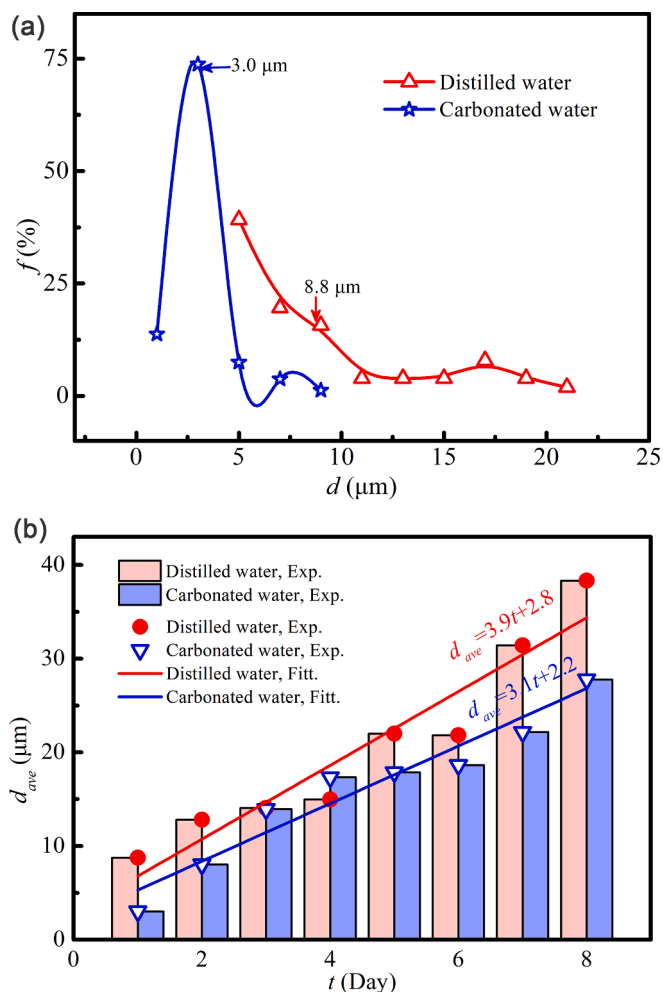 (a)
75
50
25
0
f (%)
3.0 μm
8.8 μm
Distilled water
Carbonated water
0 5 10 15 20 25
d (μm)
(b)
40
30
20
10
0
d ave (μm)
Distilled water, Exp.
Carbonated water, Exp.
Distilled water, Exp.
Carbonated water, Exp.
Distilled water, Fitt.
Carbonated water, Fitt.
d ave=3.9t+2.8
d ave=3.1t+2.2
0 2 4 6 8
t (Day)